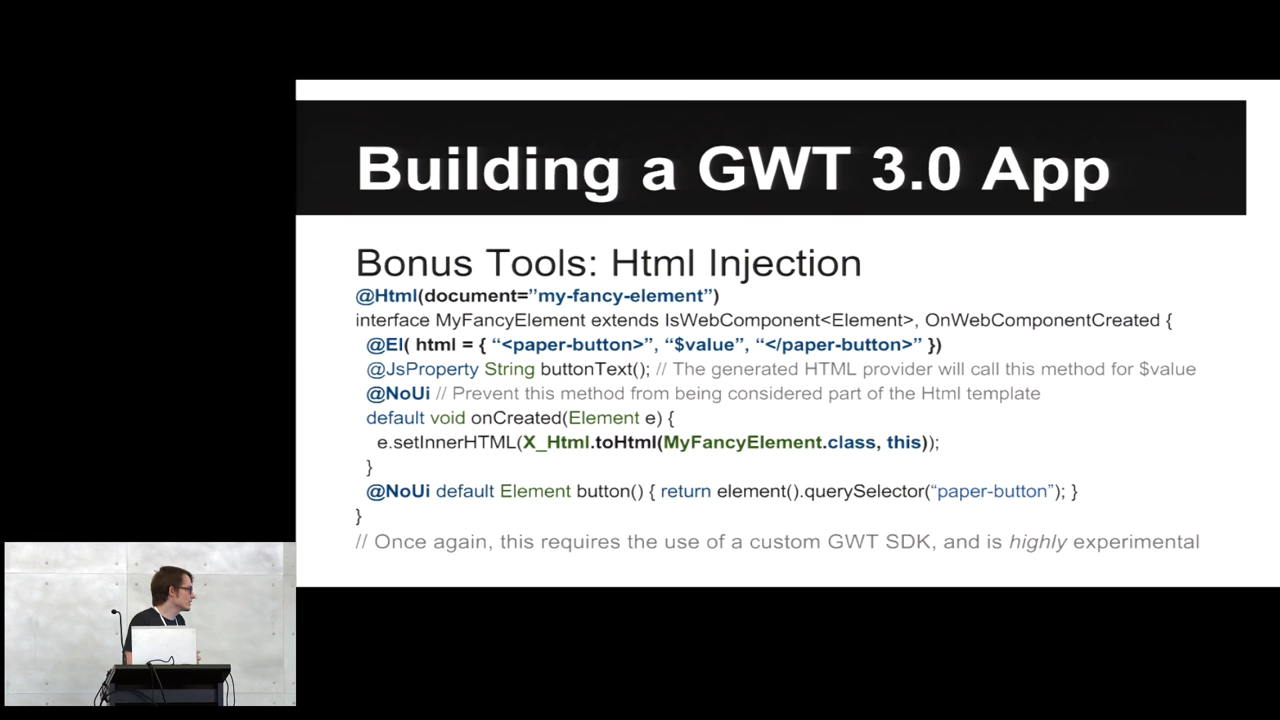 Building a GWT 3.0 App
Bonus Tools: Html Injection
@Html(document=”my-fancy-element”)
interface MyFancyElement extends IsWebComponent<Element>, OnWebComponentCreated {
@El( html = { “<paper-button>”, “$value”, “</paper-button>” })
@JsProperty String buttonText(); // The generated HTML provider will call this method for $value
@NoUi // Prevent this method from being considered part of the Html template
default void onCreated(Element e) {
e.setInnerHTML(X_Html.toHtml(MyFancyElement.class, this));
}
@NoUi default Element button() { return element().querySelector(“paper-button”); }
}
// Once again, this requires the use of a custom GWT SDK, and is highly experimental